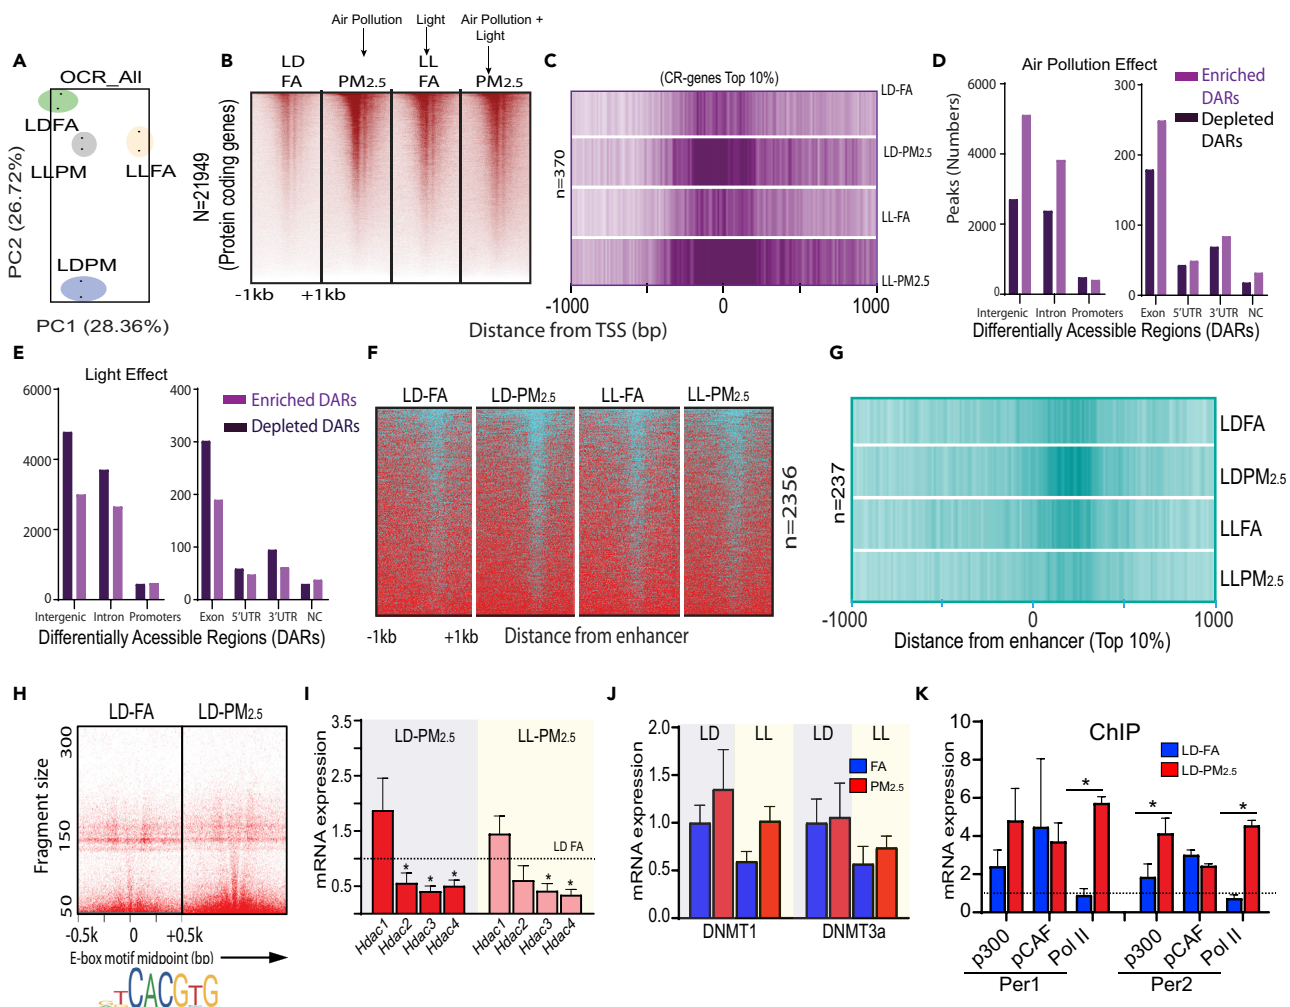 Air Pollution
Light
Air Pollution +
Light
A
OCR_All
LDFA
LLPM
LLFA
LDPM
PC2 (26.72%)
PC1 (28.36%)
B
LD
FA
PM2.5
LL
FA
PM2.5
N=21949
(Protein coding genes)
-1kb
+1kb
C
(CR-genes Top 10%)
n=370
LD-FA
LD-PM2.5
LL-FA
LL-PM2.5
-1000
0
1000
Distance from TSS (bp)
D
Air Pollution Effect
Enriched
DARs
Depleted
DARs
Peaks (Numbers)
6000
4000
2000
0
300
200
100
0
Intergenic
Intron
Promoters
Exon
5'UTR
3'UTR
NC
Differentially Acessible Regions (DARs)
E
Light Effect
Enriched DARs
Depleted DARs
6000
4000
2000
0
400
300
200
100
0
Intergenic
Intron
Promoters
Exon
5'UTR
3'UTR
NC
Differentially Acessible Regions (DARs)
F
LD-FA
LD-PM2.5
LL-FA
LL-PM2.5
n=2356
-1kb
+1kb
Distance from enhancer
G
n=237
LDFA
LDPM2.5
LLFA
LLPM2.5
-1000
0
1000
Distance from enhancer (Top 10%)
H
LD-FA
LD-PM2.5
Fragment size
300
150
50
-0.5k
0
+0.5k
E-box motif midpoint (bp)
TCACGTG
I
mRNA expression
3.5
2.5
1.5
0.5
LD-PM2.5
LL-PM2.5
LD FA
*
*
*
*
*
Hdac1
Hdac2
Hdac3
Hdac4
Hdac1
Hdac2
Hdac3
Hdac4
J
mRNA expression
2.0
1.5
1.0
0.5
0.0
LD
LL
LD
LL
FA
PM2.5
DNMT1
DNMT3a
K
ChIP
LD-FA
LD-PM2.5
mRNA expression
10
8
6
4
2
0
*
*
*
p300
pCAF
Pol II
p300
pCAF
Pol II
Per1
Per2